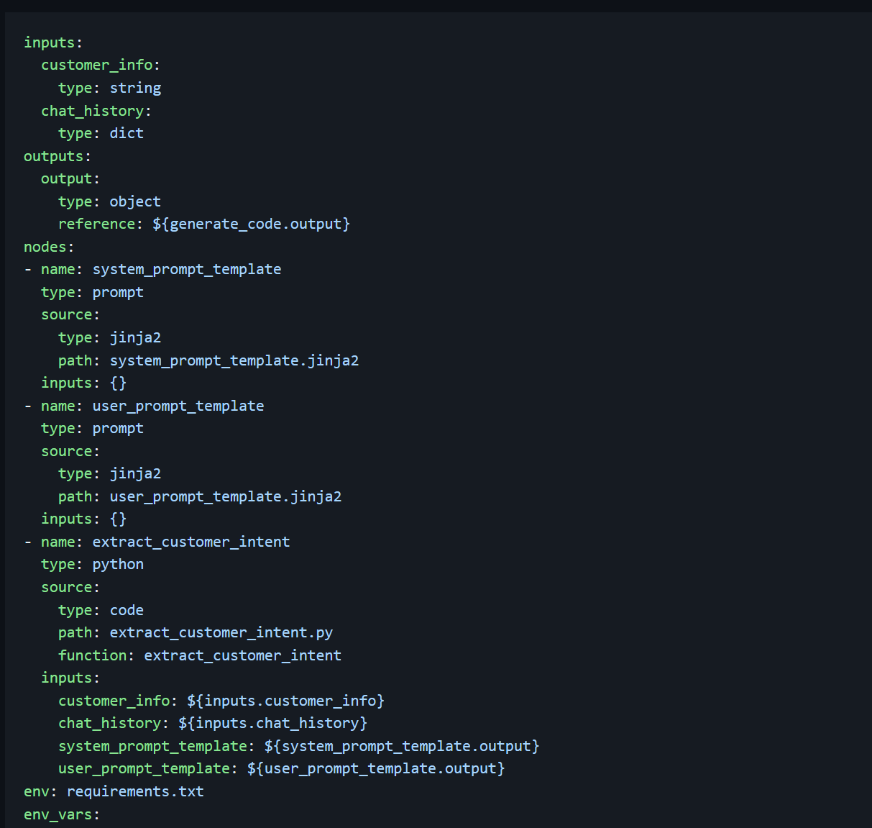 inputs:
  customer_info:
    type: string
  chat_history:
    type: dict
outputs:
  output:
    type: object
    reference: ${generate_code.output}
nodes:
- name: system_prompt_template
  type: prompt
  source:
    type: jinja2
    path: system_prompt_template.jinja2
  inputs: {}
- name: user_prompt_template
  type: prompt
  source:
    type: jinja2
    path: user_prompt_template.jinja2
  inputs: {}
- name: extract_customer_intent
  type: python
  source:
    type: code
    path: extract_customer_intent.py
    function: extract_customer_intent
  inputs:
    customer_info: ${inputs.customer_info}
    chat_history: ${inputs.chat_history}
    system_prompt_template: ${system_prompt_template.output}
    user_prompt_template: ${user_prompt_template.output}
env: requirements.txt
env_vars: